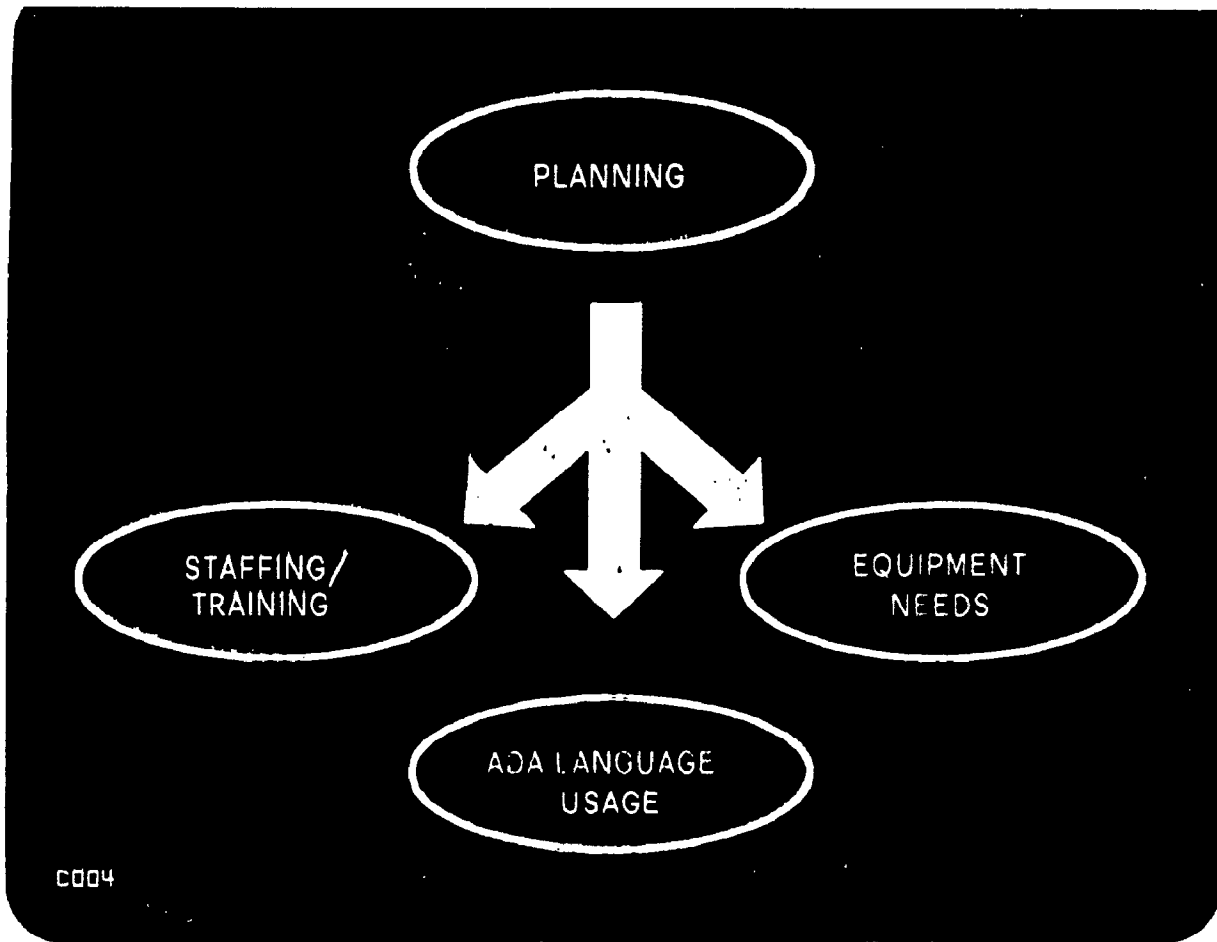 PLANNING
STAFFING/
TRAINING
EQUIPMENT
NEEDS
ADA LANGUAGE
USAGE
C004